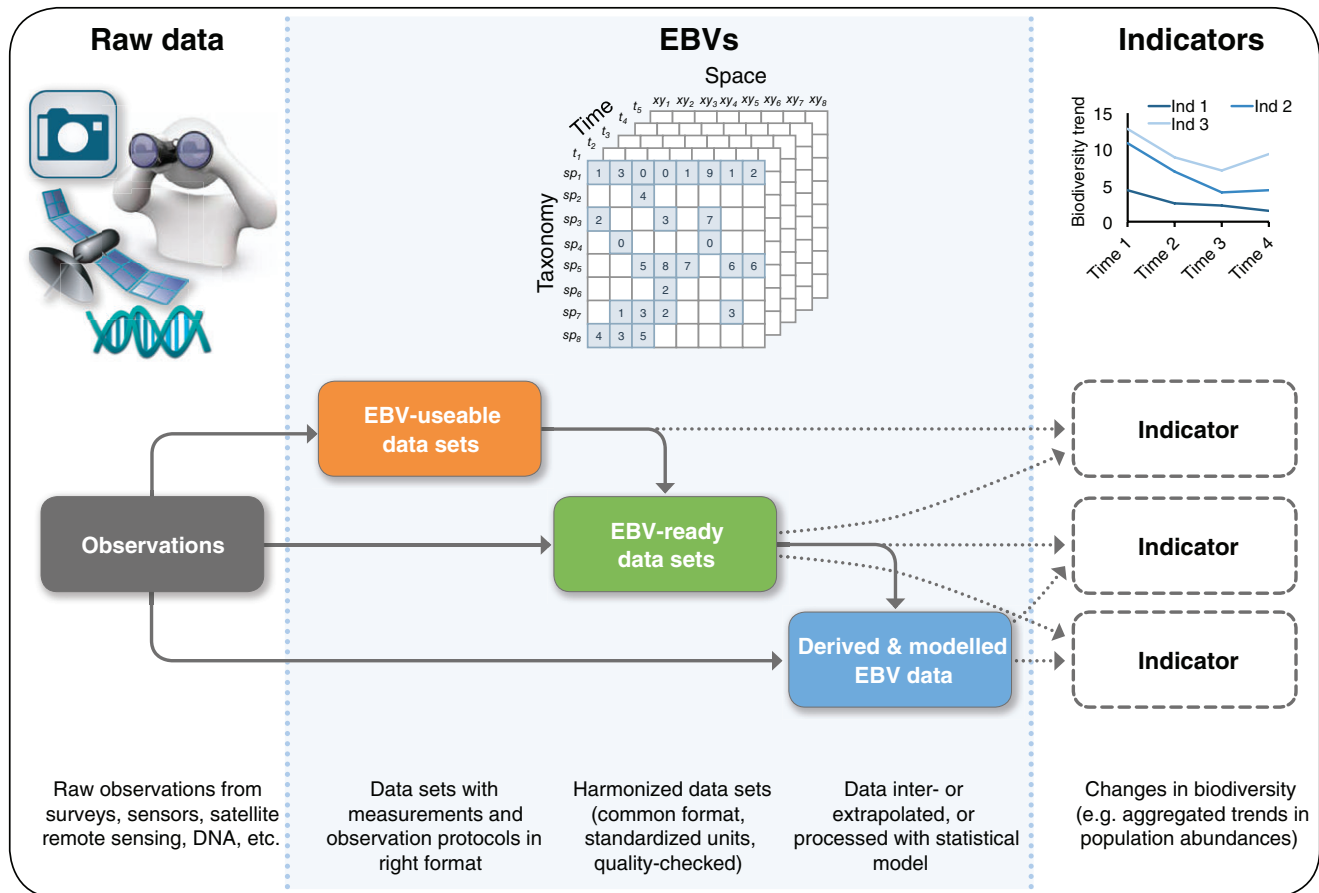 Raw data
EBVs
Indicators
Space
Time
Taxonomy
t5 xy1 xy2 xy3 xy4 xy5 xy6 xy7 xy8
t4
t3
t2
t1
sp1 1 3 0 0 1 9 1 2
sp2 4
sp3 2 3 7
sp4 0 0
sp5 5 8 7 6 6
sp6 2
sp7 1 3 2 3
sp8 4 3 5
Biodiversity trend
15
10
5
0
Ind 1 Ind 2
Ind 3
Time 1 Time 2 Time 3 Time 4
EBV-useable
data sets
Indicator
Observations
EBV-ready
data sets
Indicator
Derived & modelled
EBV data
Indicator
Raw observations from
surveys, sensors, satellite
remote sensing, DNA, etc.
Data sets with
measurements and
observation protocols in
right format
Harmonized data sets
(common format,
standardized units,
quality-checked)
Data inter- or
extrapolated, or
processed with statistical
model
Changes in biodiversity
(e.g. aggregated trends in
population abundances)